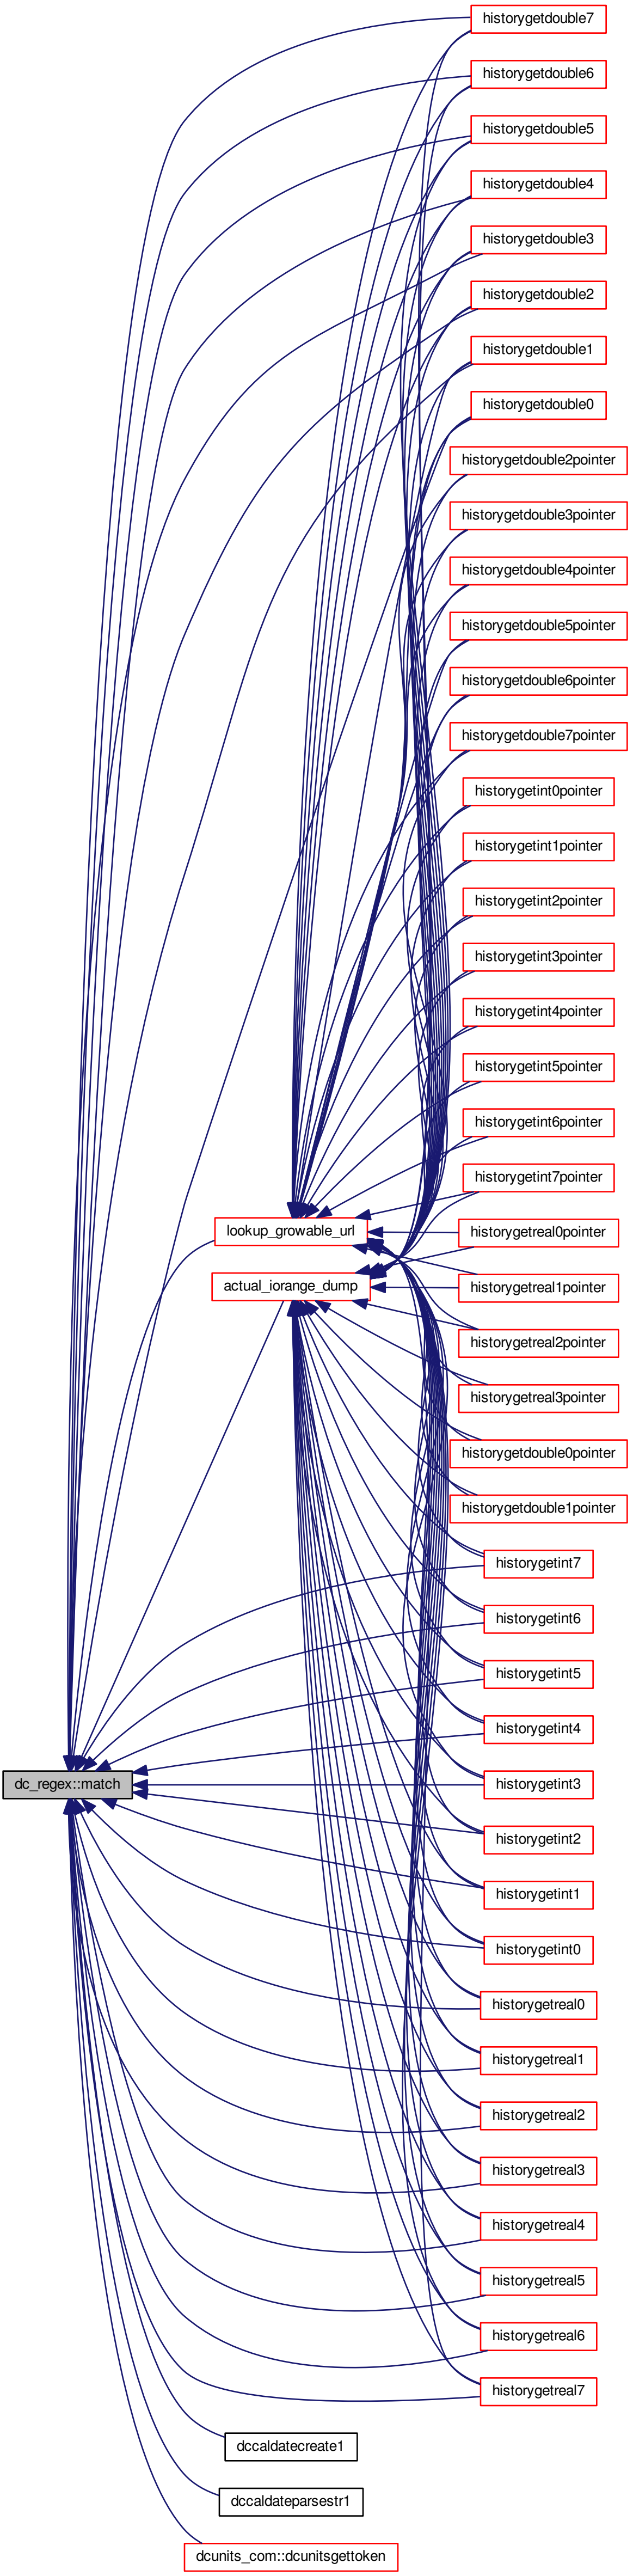 historygetdouble7
historygetdouble6
historygetdouble5
historygetdouble4
historygetdouble3
historygetdouble2
historygetdouble1
historygetdouble0
historygetdouble2pointer
historygetdouble3pointer
historygetdouble4pointer
historygetdouble5pointer
historygetdouble6pointer
historygetdouble7pointer
historygetint0pointer
historygetint1pointer
historygetint2pointer
historygetint3pointer
historygetint4pointer
historygetint5pointer
historygetint6pointer
historygetint7pointer
lookup_growable_url
historygetreal0pointer
actual_iorange_dump
historygetreal1pointer
historygetreal2pointer
historygetreal3pointer
historygetdouble0pointer
historygetdouble1pointer
historygetint7
historygetint6
historygetint5
historygetint4
dc_regex::match
historygetint3
historygetint2
historygetint1
historygetint0
historygetreal0
historygetreal1
historygetreal2
historygetreal3
historygetreal4
historygetreal5
historygetreal6
historygetreal7
dccaldatecreate1
dccaldateparsestr1
dcunits_com::dcunitsgettoken